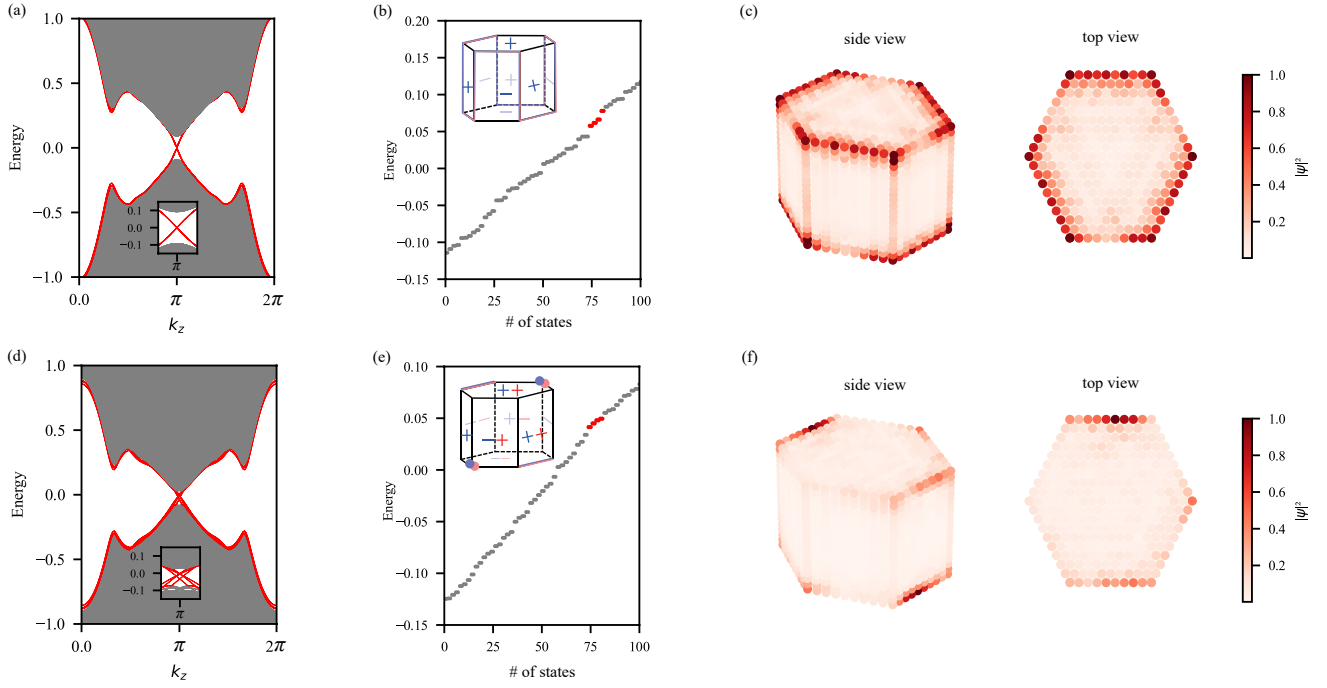 (a)
1.0
0.5
0.0
−0.5
−1.0
Energy
0.1
0.0
−0.1
π
0.0
π
2π
k_z
(b)
0.20
0.15
0.10
0.05
0.00
−0.05
−0.10
−0.15
Energy
0
25
50
75
100
# of states
(c)
side view
top view
1.0
0.8
0.6
0.4
0.2
|ψ|²
(d)
1.0
0.5
0.0
−0.5
−1.0
Energy
0.1
0.0
−0.1
π
0.0
π
2π
k_z
(e)
0.10
0.05
0.00
−0.05
−0.10
−0.15
Energy
0
25
50
75
100
# of states
(f)
side view
top view
1.0
0.8
0.6
0.4
0.2
|ψ|²